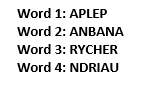 Word 1: APLEP
Word 2: ANBANA
Word 3: RYCHER
Word 4: NDRIAU